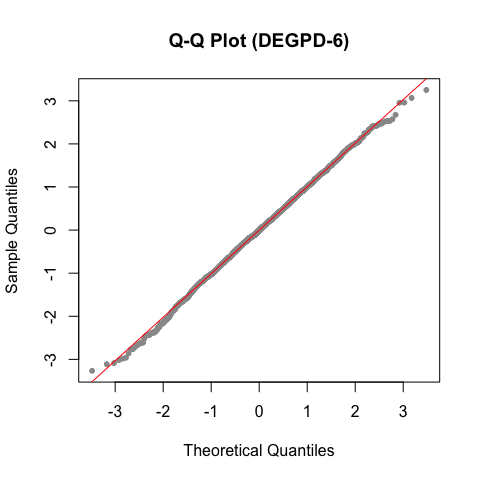 Q-Q Plot (DEGPD-6)
Sample Quantiles
3
2
1
0
-1
-2
-3
-3 -2 -1 0 1 2 3
Theoretical Quantiles